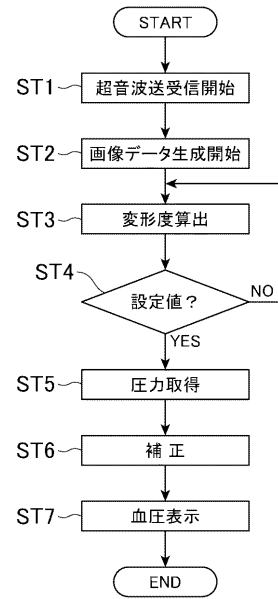 START
ST1 超音波送受信開始
ST2 画像データ生成開始
ST3 変形度算出
ST4 設定値？ NO
YES
ST5 圧力取得
ST6 補 正
ST7 血圧表示
END